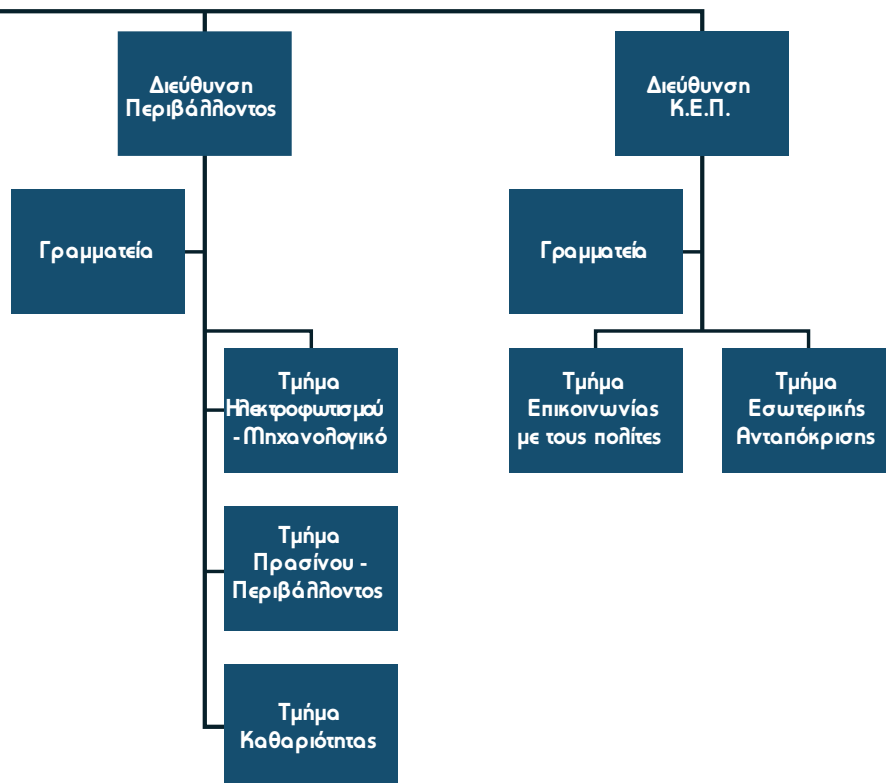 Διεύθυνση
Περιβάλλοντος
Διεύθυνση
Κ.Ε.Π.
Γραμματεία
Γραμματεία
Τμήμα
Ηλεκτροφωτισμού
- Μηχανολογικό
Τμήμα
Επικοινωνίας
με τους πολίτες
Τμήμα
Εσωτερικής
Ανταπόκρισης
Τμήμα
Πρασίνου -
Περιβάλλοντος
Τμήμα
Καθαριότητας